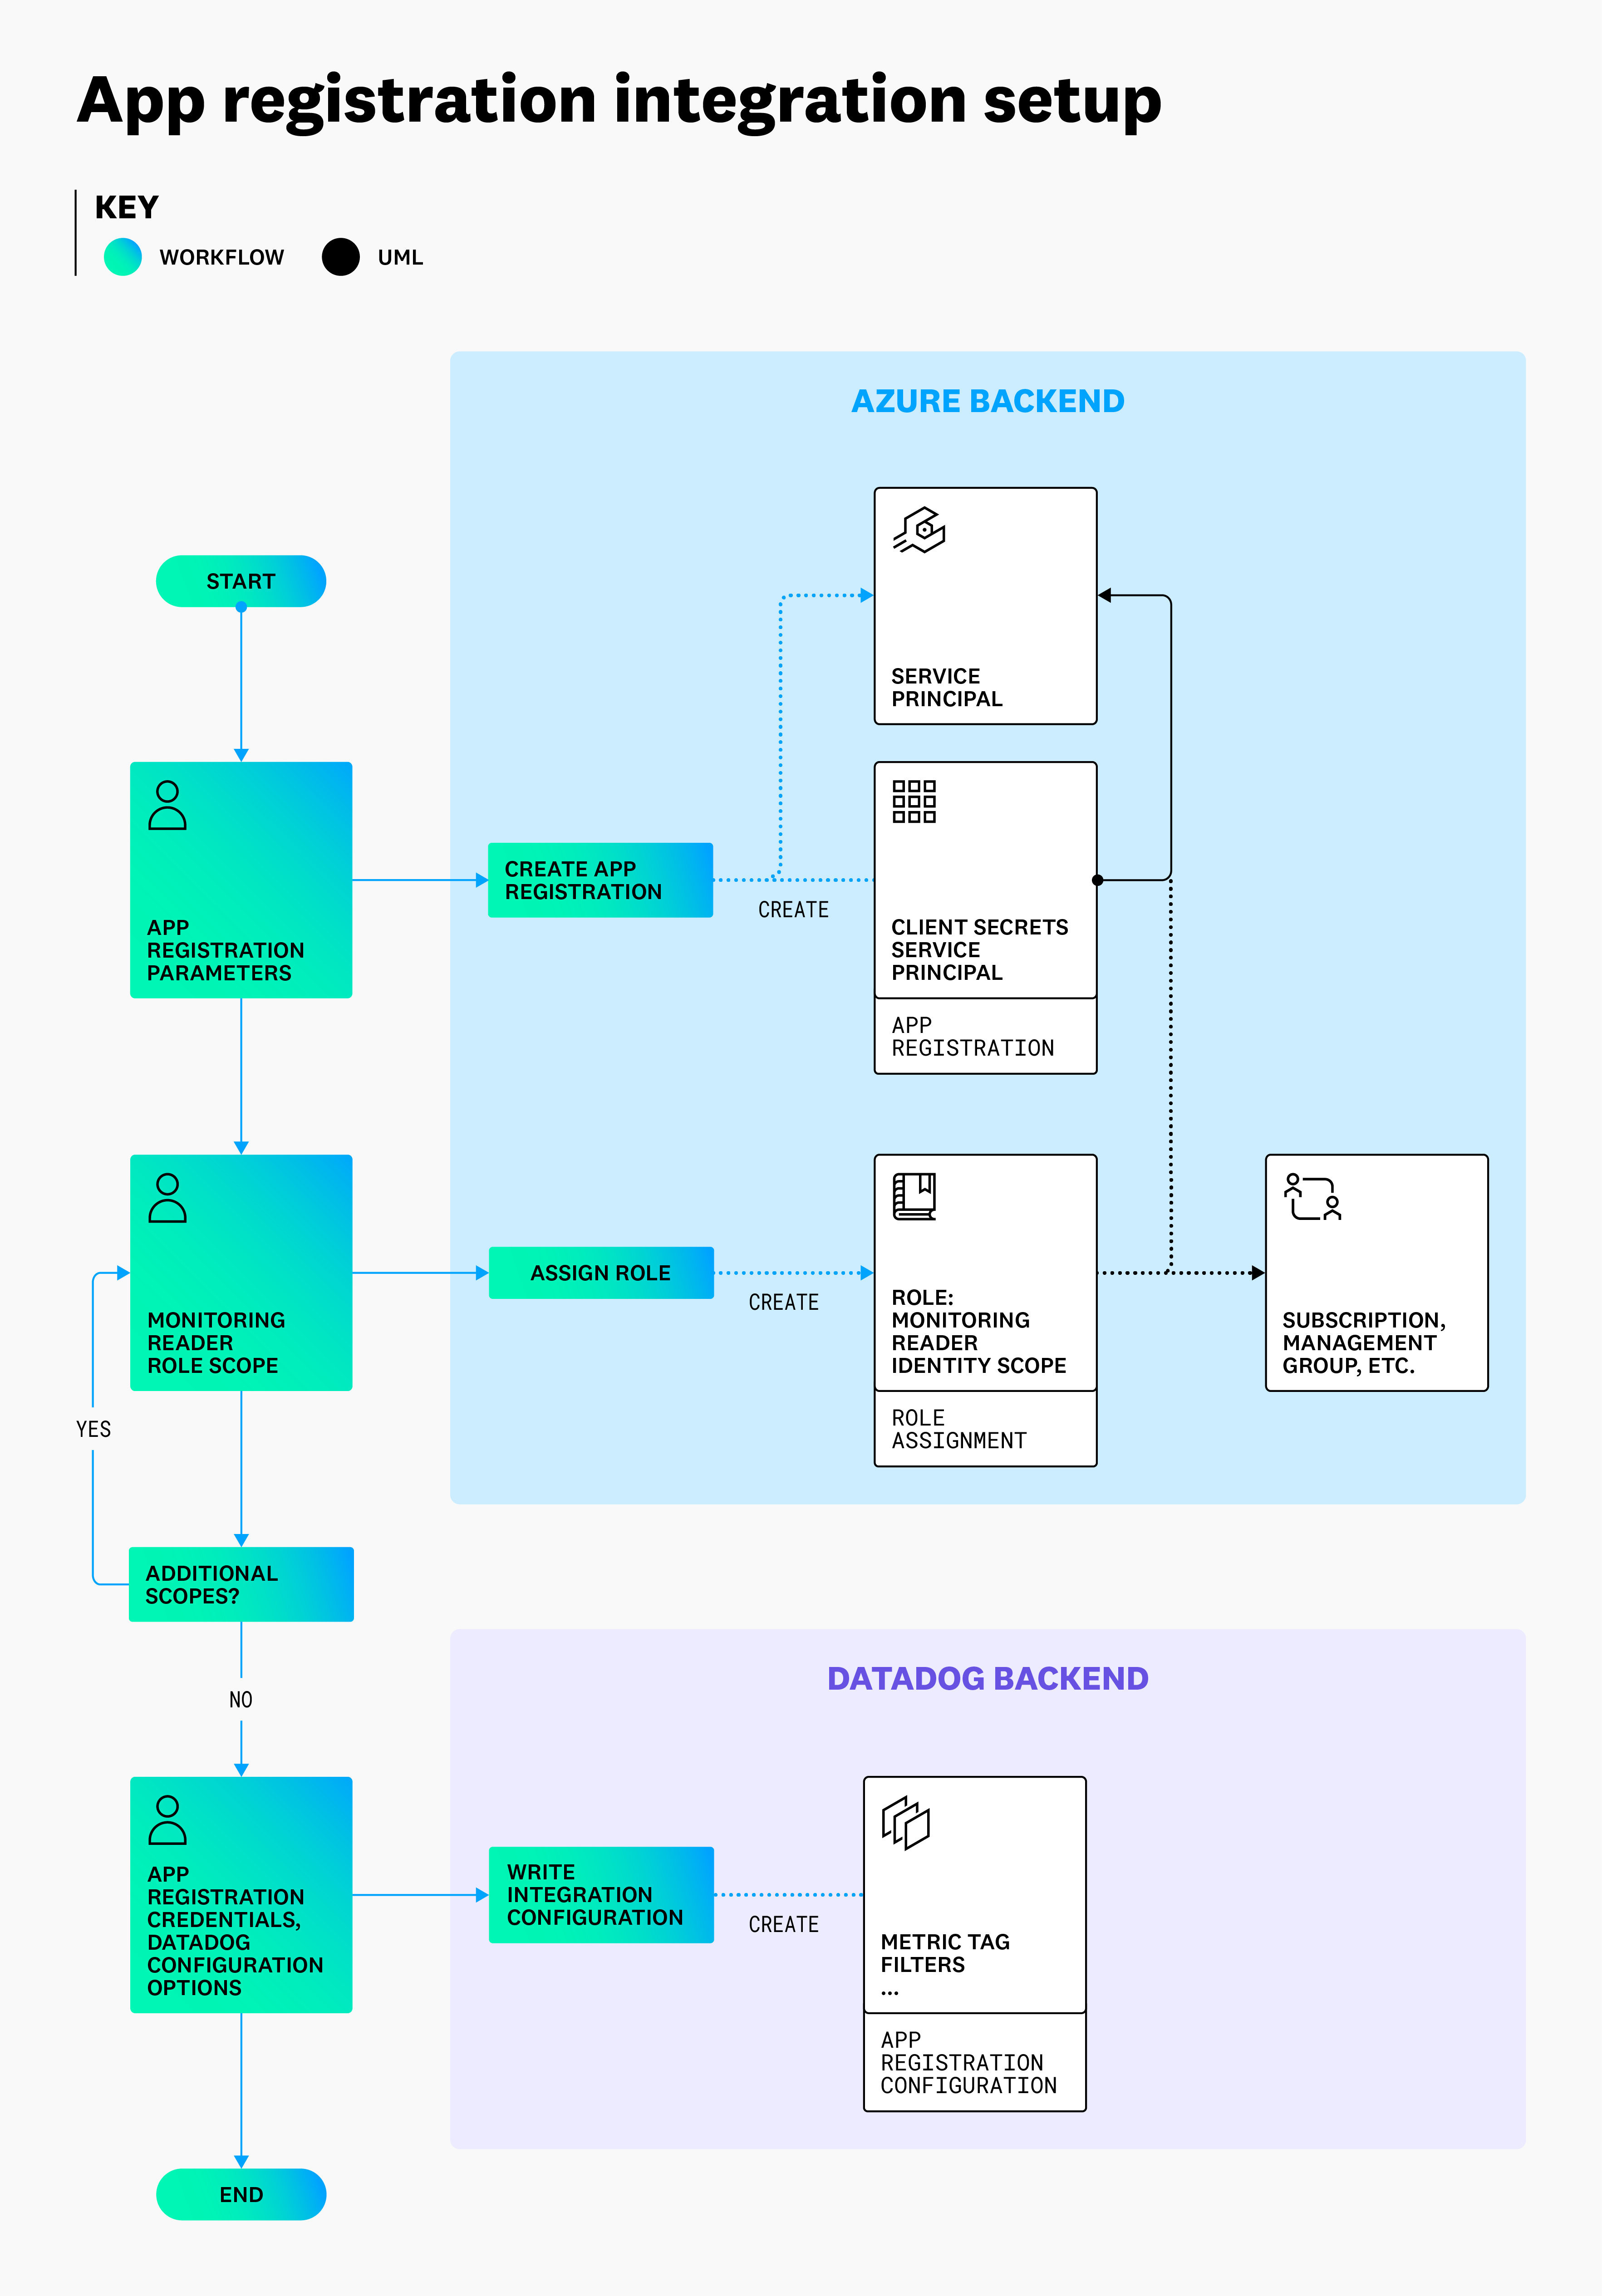 App registration integration setup
KEY
WORKFLOW
UML
AZURE BACKEND
START
SERVICE
PRINCIPAL
APP
REGISTRATION
PARAMETERS
CREATE APP
REGISTRATION
CREATE
CLIENT SECRETS
SERVICE
PRINCIPAL
APP
REGISTRATION
MONITORING
READER
ROLE SCOPE
ASSIGN ROLE
CREATE
ROLE:
MONITORING
READER
IDENTITY SCOPE
ROLE
ASSIGNMENT
SUBSCRIPTION,
MANAGEMENT
GROUP, ETC.
YES
ADDITIONAL
SCOPES?
NO
DATADOG BACKEND
APP
REGISTRATION
CREDENTIALS,
DATADOG
CONFIGURATION
OPTIONS
WRITE
INTEGRATION
CONFIGURATION
CREATE
METRIC TAG
FILTERS
...
APP
REGISTRATION
CONFIGURATION
END